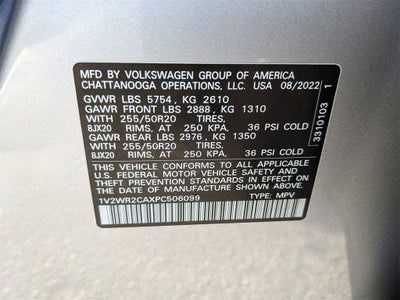 MFD BY VOLKSWAGEN GROUP OF AMERICA
CHATTANOOGA OPERATIONS, LLC. USA 08/2022
GVWR LBS 5754, KG 2610
GAWR FRONT LBS 2888, KG 1310
WITH 255/50R20 TIRES,
8JX20 RIMS, AT 250 KPA, 36 PSI COLD
GAWR REAR LBS 2976, KG 1350
WITH 255/50R20 TIRES,
8JX20 RIMS, AT 250 KPA, 36 PSI COLD
THIS VEHICLE CONFORMS TO ALL APPLICABLE
U.S. FEDERAL MOTOR VEHICLE SAFETY AND
THEFT PREVENTION STANDARDS IN EFFECT ON
THE DATE OF MANUFACTURE SHOWN ABOVE
1V2WR2CAXPC506099 TYPE: MPV
3310103 1